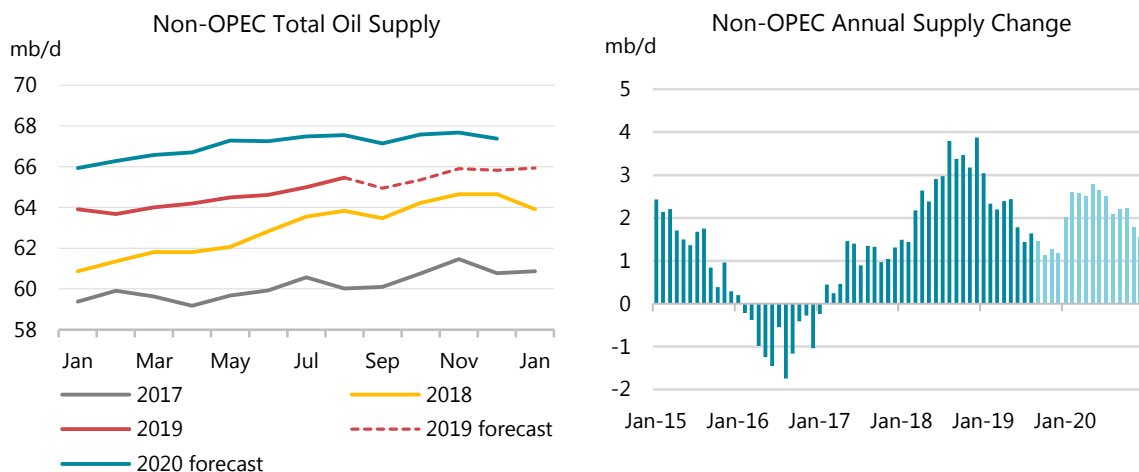 Non-OPEC Total Oil Supply
mb/d
70
68
66
64
62
60
58
Jan Mar May Jul Sep Nov Jan
2017 2018
2019 2019 forecast
2020 forecast
Non-OPEC Annual Supply Change
mb/d
5
4
3
2
1
0
-1
-2
Jan-15 Jan-16 Jan-17 Jan-18 Jan-19 Jan-20